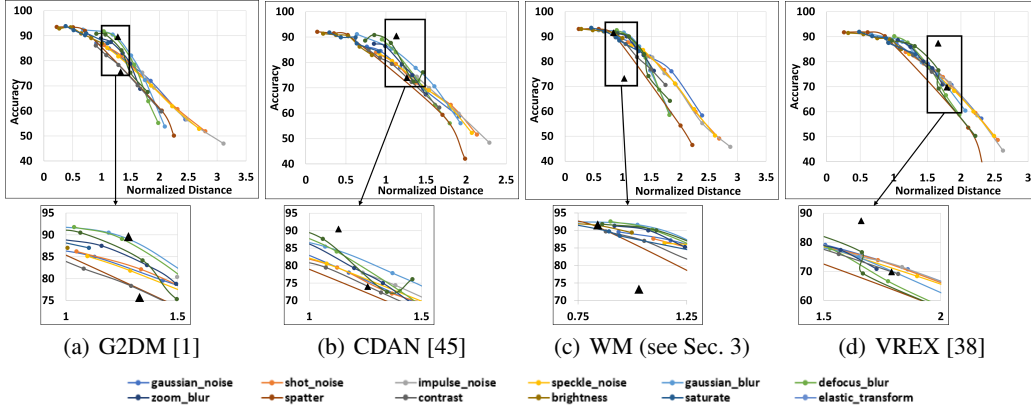 100
90
80
70
60
50
40
Accuracy
0 0.5 1 1.5 2 2.5 3 3.5
Normalized Distance
95
90
85
80
75
1 1.5
(a) G2DM [1]
100
90
80
70
60
50
40
Accuracy
0 0.5 1 1.5 2 2.5
Normalized Distance
95
90
85
80
75
70
1 1.5
(b) CDAN [45]
100
90
80
70
60
50
40
Accuracy
0 0.5 1 1.5 2 2.5 3
Normalized Distance
95
90
85
80
75
70
0.75 1.25
(c) WM (see Sec. 3)
100
90
80
70
60
50
40
Accuracy
0 0.5 1 1.5 2 2.5 3
Normalized Distance
90
80
70
60
1.5 2
(d) VREX [38]
gaussian_noise shot_noise impulse_noise speckle_noise gaussian_blur defocus_blur
zoom_blur spatter contrast brightness saturate elastic_transform